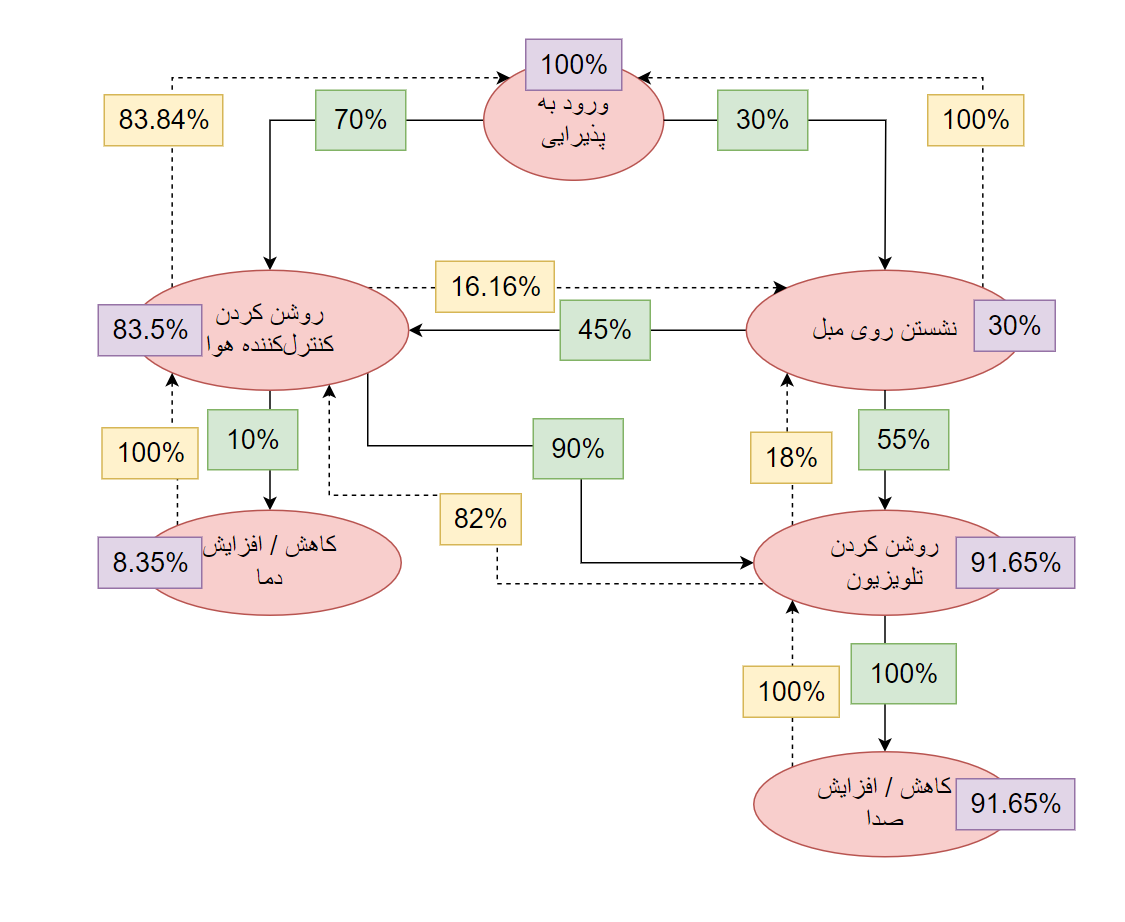 100%
ورود به
پذیرایی
83.84%
70%
30%
100%
16.16%
45%
83.5%
روشن کردن
کنترل‌کننده هوا
نشستن روی مبل
30%
100%
10%
90%
18%
55%
82%
8.35%
کاهش / افزایش
دما
روشن کردن
تلویزیون
91.65%
100%
100%
کاهش / افزایش
صدا
91.65%